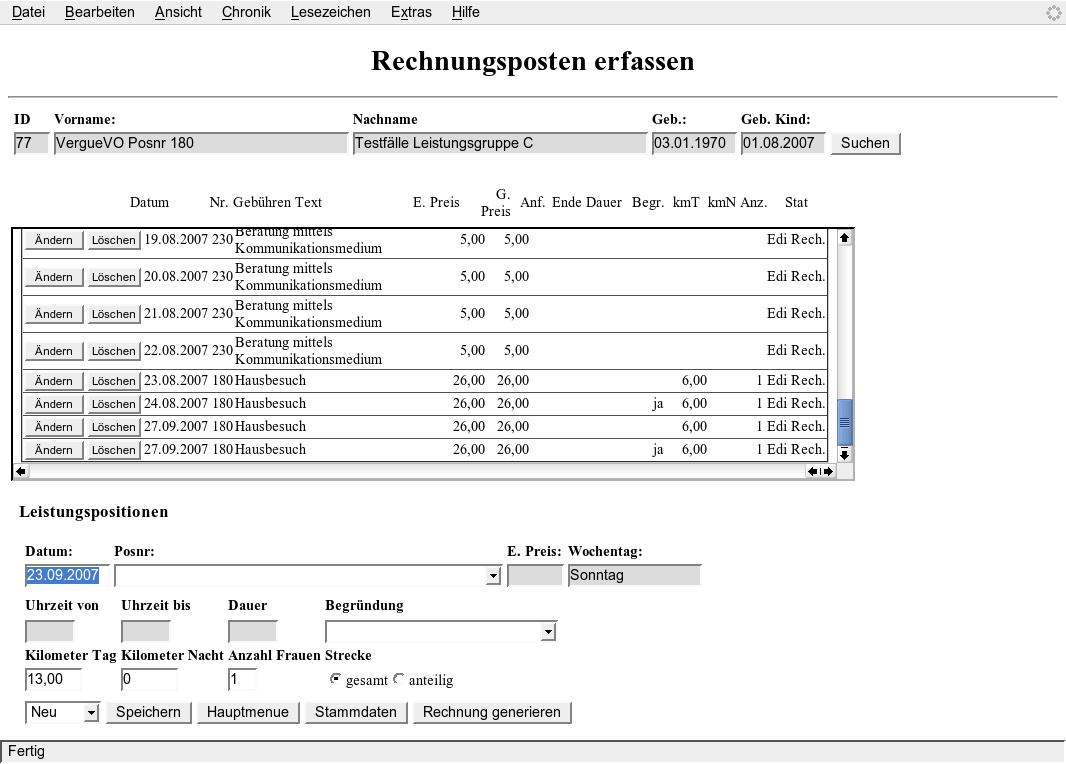 Datei Bearbeiten Ansicht Chronik Lesezeichen Extras Hilfe
Rechnungsposten erfassen
ID Vorname: Nachname Geb.: Geb. Kind:
77 VergueVO Posnr 180 Testfälle Leistungsgruppe C 03.01.1970 01.08.2007 Suchen
Datum Nr. Gebühren Text E. Preis G. Preis Anf. Ende Dauer Begr. kmT kmN Anz. Stat
Ändern Löschen 19.08.2007 230 Beratung mittels Kommunikationsmedium 5,00 5,00 Edi Rech.
Ändern Löschen 20.08.2007 230 Beratung mittels Kommunikationsmedium 5,00 5,00 Edi Rech.
Ändern Löschen 21.08.2007 230 Beratung mittels Kommunikationsmedium 5,00 5,00 Edi Rech.
Ändern Löschen 22.08.2007 230 Beratung mittels Kommunikationsmedium 5,00 5,00 Edi Rech.
Ändern Löschen 23.08.2007 180 Hausbesuch 26,00 26,00 6,00 1 Edi Rech.
Ändern Löschen 24.08.2007 180 Hausbesuch 26,00 26,00 ja 6,00 1 Edi Rech.
Ändern Löschen 27.09.2007 180 Hausbesuch 26,00 26,00 6,00 1 Edi Rech.
Ändern Löschen 27.09.2007 180 Hausbesuch 26,00 26,00 ja 6,00 1 Edi Rech.
Leistungspositionen
Datum: Posnr: E. Preis: Wochentag:
23.09.2007 Sonntag
Uhrzeit von Uhrzeit bis Dauer Begründung
Kilometer Tag Kilometer Nacht Anzahl Frauen Strecke
13,00 0 1 gesamt anteilig
Neu Speichern Hauptmenue Stammdaten Rechnung generieren
Fertig